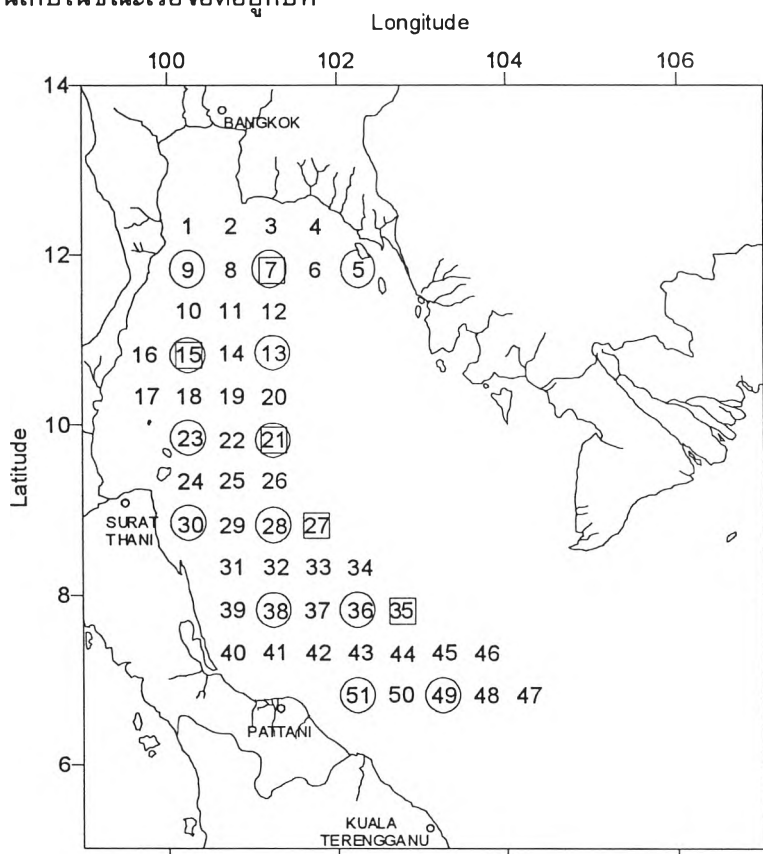 Longitude
100 102 104 106
14
BANGKOK
1 2 3 4
12
9 8 7 6 5
10 11 12
16 15 14 13
17 18 19 20
10
23 22 21
Latitude
24 25 26
SURAT
THANI
30 29 28 27
31 32 33 34
8
39 38 37 36 35
40 41 42 43 44 45 46
51 50 49 48 47
PATTANI
6
KUALA
TERENGGANU